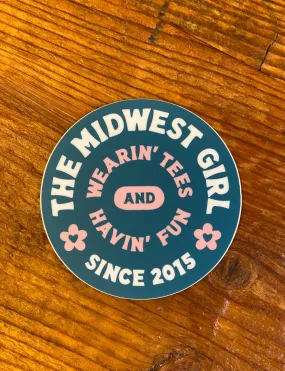 THE MIDWEST GIRL
WEARIN' TEES
AND
HAVIN' FUN
SINCE 2015